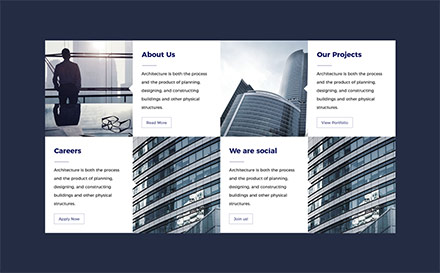 About Us
Architecture is both the process
and the product of planning,
designing, and constructing
buildings and other physical
structures.
Read More
Our Projects
Architecture is both the process
and the product of planning,
designing, and constructing
buildings and other physical
structures.
View Portfolio
Careers
Architecture is both the process
and the product of planning,
designing, and constructing
buildings and other physical
structures.
Apply Now
We are social
Architecture is both the process
and the product of planning,
designing, and constructing
buildings and other physical
structures.
Join us!